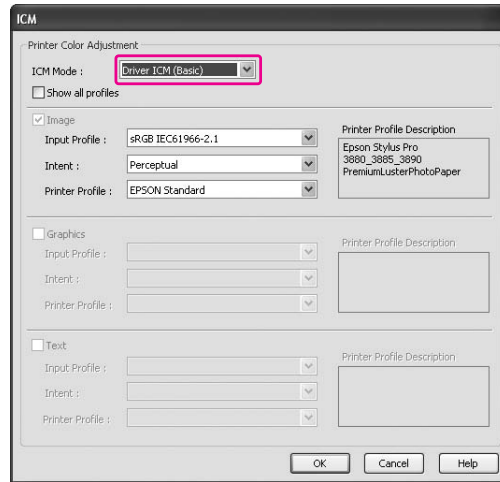 ICM
Printer Color Adjustment
ICM Mode : Driver ICM (Basic)
Show all profiles
Image
Input Profile : sRGB IEC61966-2.1
Intent : Perceptual
Printer Profile : EPSON Standard
Printer Profile Description
Epson Stylus Pro
3880_3885_3890
PremiumLusterPhotoPaper
Graphics
Input Profile :
Intent :
Printer Profile :
Printer Profile Description
Text
Input Profile :
Intent :
Printer Profile :
Printer Profile Description
OK Cancel Help